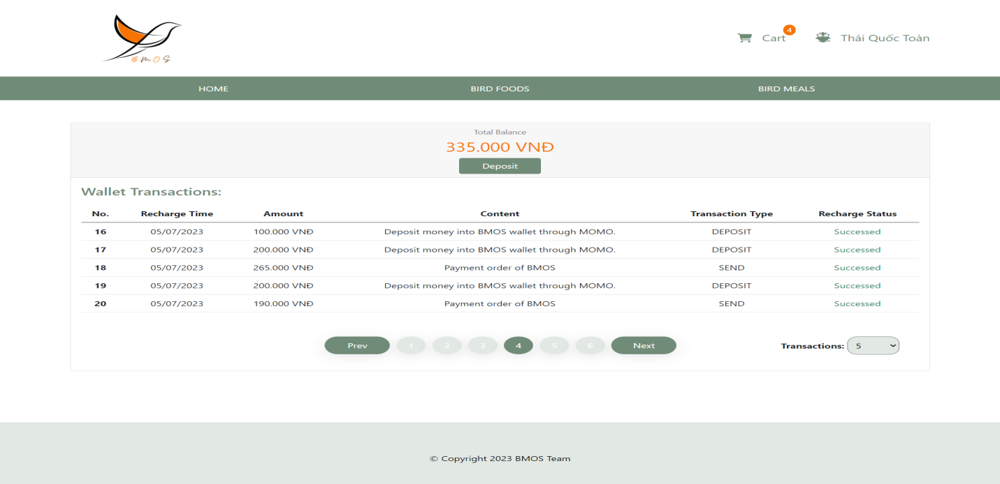 BMOS
Cart 4 Thái Quốc Toàn
HOME BIRD FOODS BIRD MEALS
Total Balance
335.000 VNĐ
Deposit
Wallet Transactions:
No. Recharge Time Amount Content Transaction Type Recharge Status
16 05/07/2023 100.000 VNĐ Deposit money into BMOS wallet through MOMO. DEPOSIT Successed
17 05/07/2023 200.000 VNĐ Deposit money into BMOS wallet through MOMO. DEPOSIT Successed
18 05/07/2023 265.000 VNĐ Payment order of BMOS SEND Successed
19 05/07/2023 200.000 VNĐ Deposit money into BMOS wallet through MOMO. DEPOSIT Successed
20 05/07/2023 190.000 VNĐ Payment order of BMOS SEND Successed
Prev 1 2 3 4 5 6 Next Transactions: 5
© Copyright 2023 BMOS Team